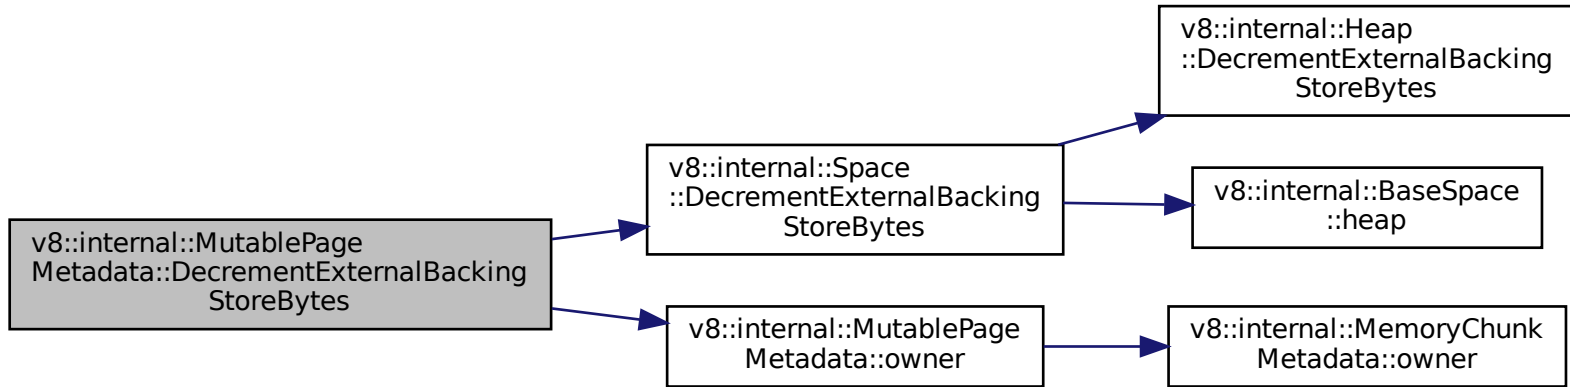 v8::internal::MutablePage
Metadata::DecrementExternalBacking
StoreBytes
v8::internal::Space
::DecrementExternalBacking
StoreBytes
v8::internal::Heap
::DecrementExternalBacking
StoreBytes
v8::internal::BaseSpace
::heap
v8::internal::MutablePage
Metadata::owner
v8::internal::MemoryChunk
Metadata::owner